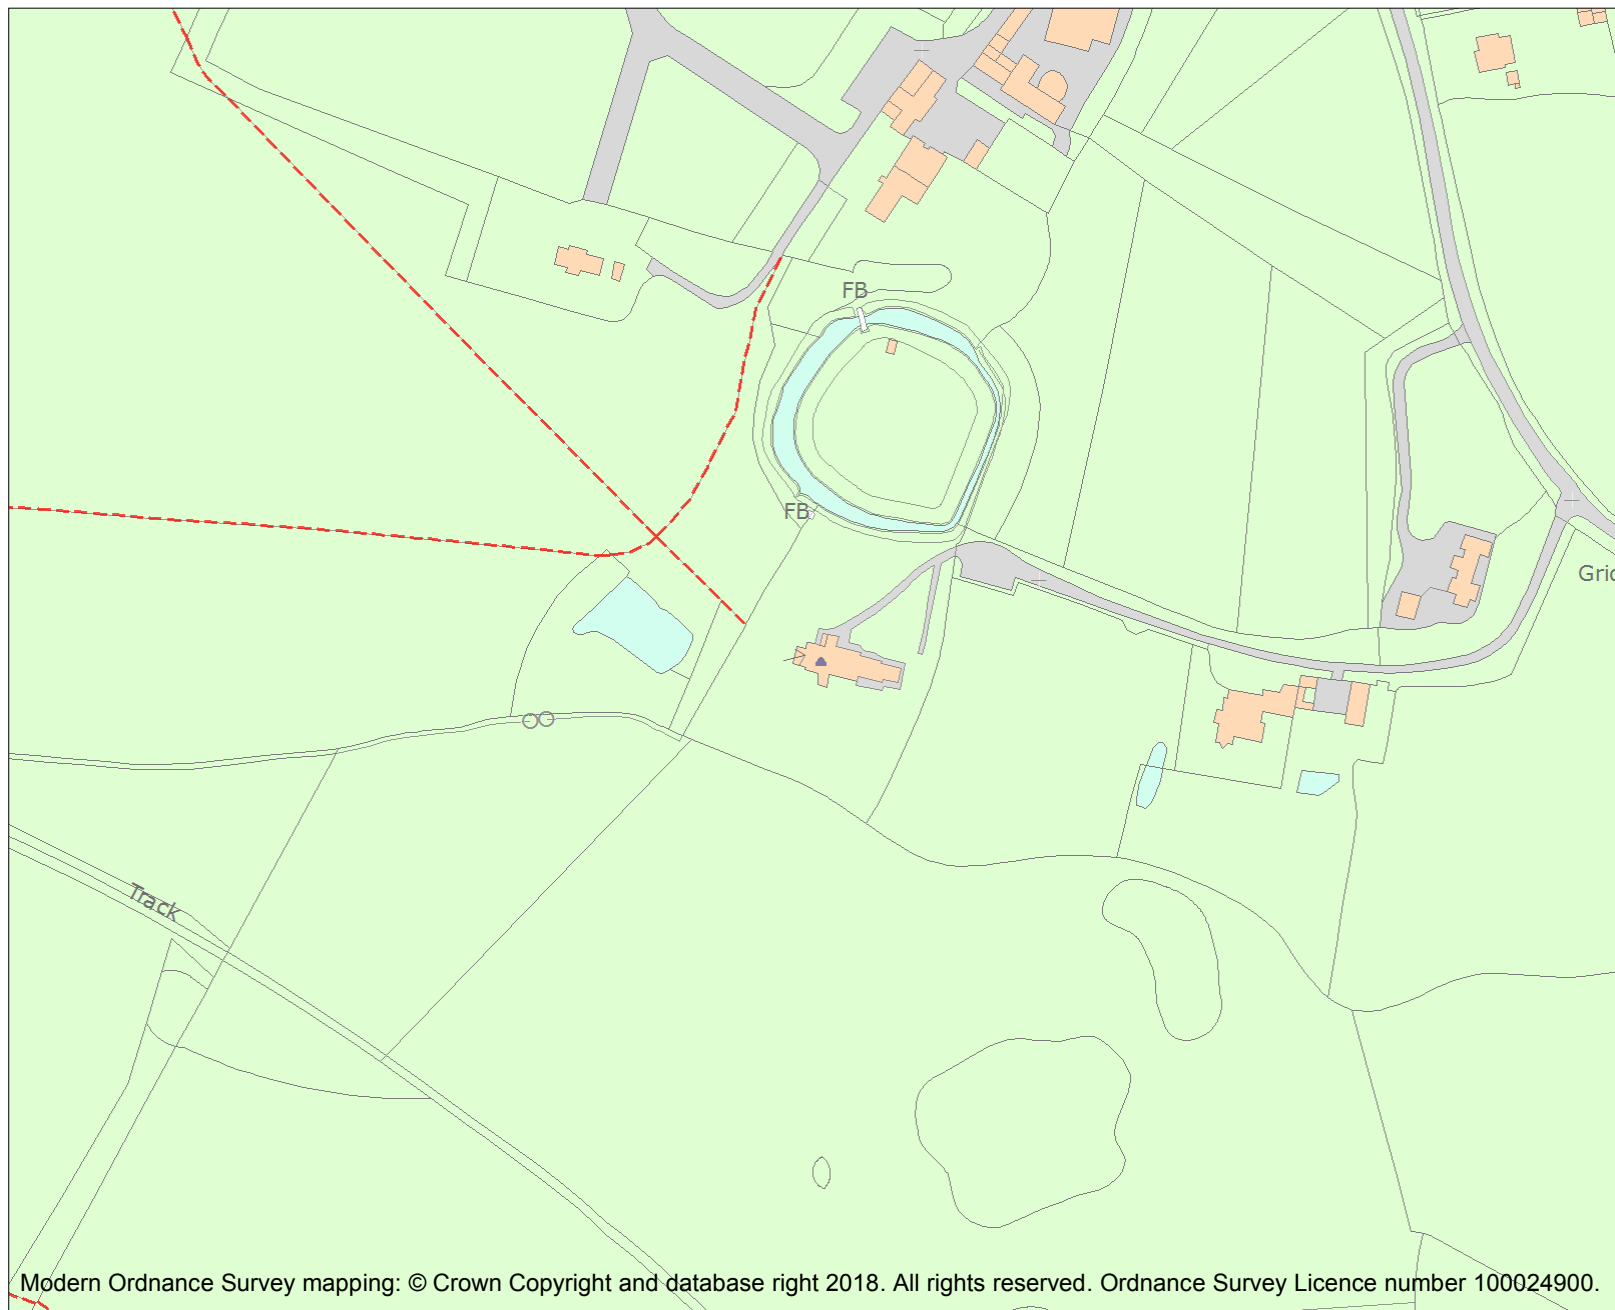 FB
FB
Grid
Track
Modern Ordnance Survey mapping: © Crown Copyright and database right 2018. All rights reserved. Ordnance Survey Licence number 100024900.